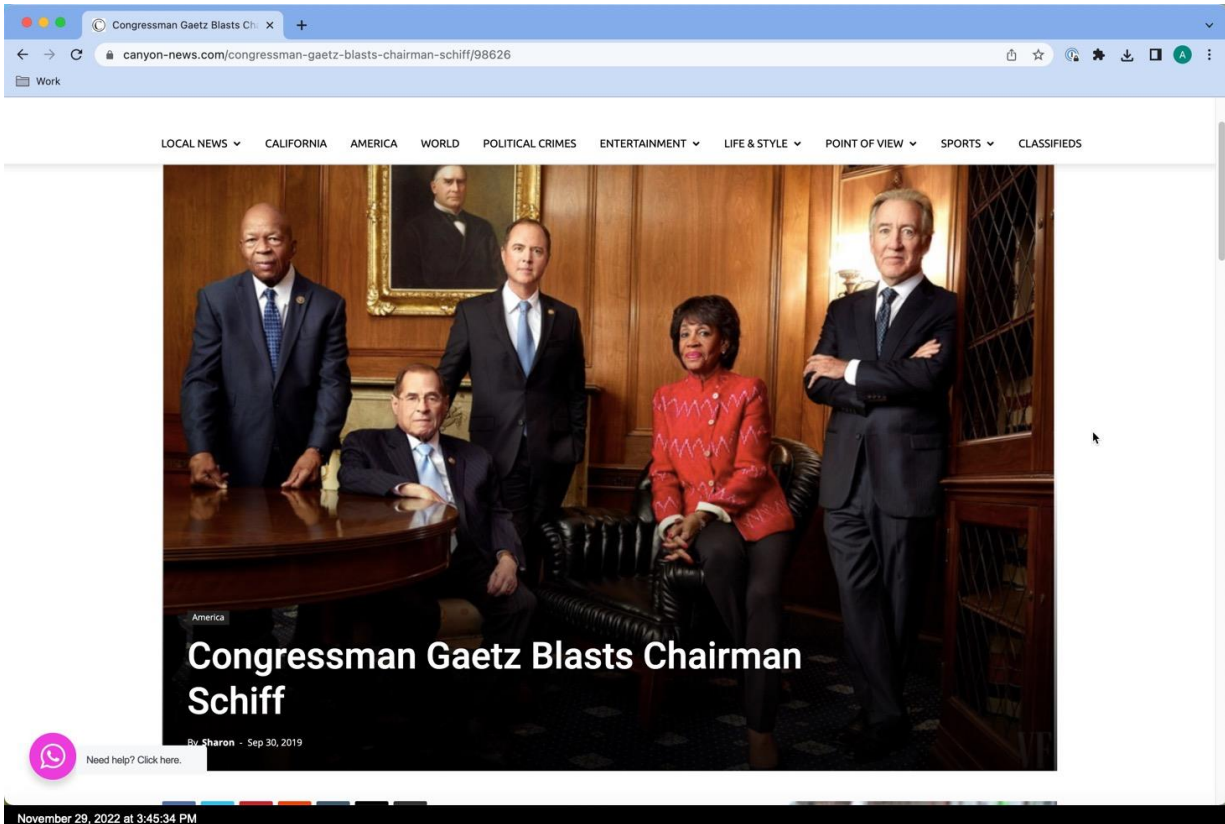 Congressman Gaetz Blasts Ch
canyon-news.com/congressman-gaetz-blasts-chairman-schiff/98626
A
Work
LOCAL NEWS CALIFORNIA AMERICA WORLD POLITICAL CRIMES ENTERTAINMENT LIFE & STYLE POINT OF VIEW SPORTS CLASSIFIEDS
America
Congressman Gaetz Blasts Chairman
Schiff
By Sharon - Sep 30, 2019
VF
Need help? Click here.
November 29, 2022 at 3:45:34 PM